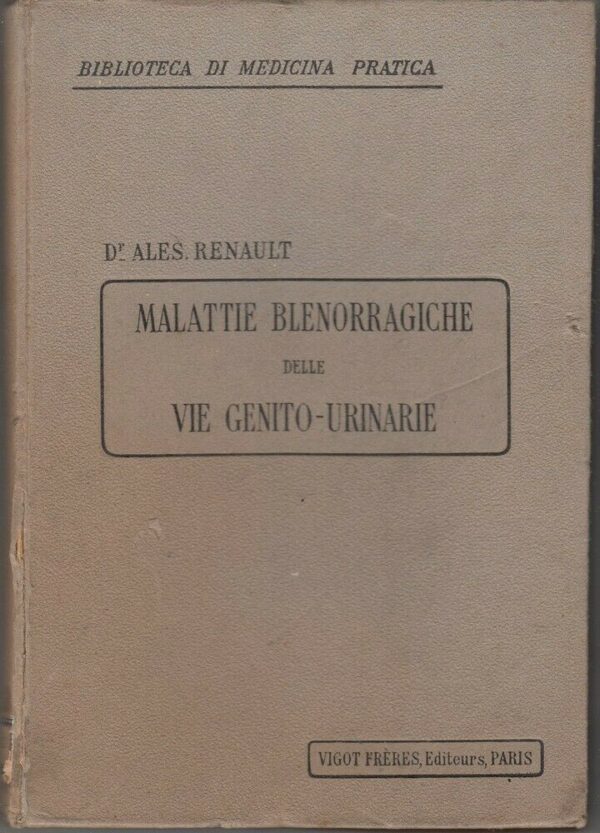 BIBLIOTECA DI MEDICINA PRATICA
Dr ALES. RENAULT
MALATTIE BLENORRAGICHE
DELLE
VIE GENITO-URINARIE
VIGOT FRÈRES, Editeurs, PARIS